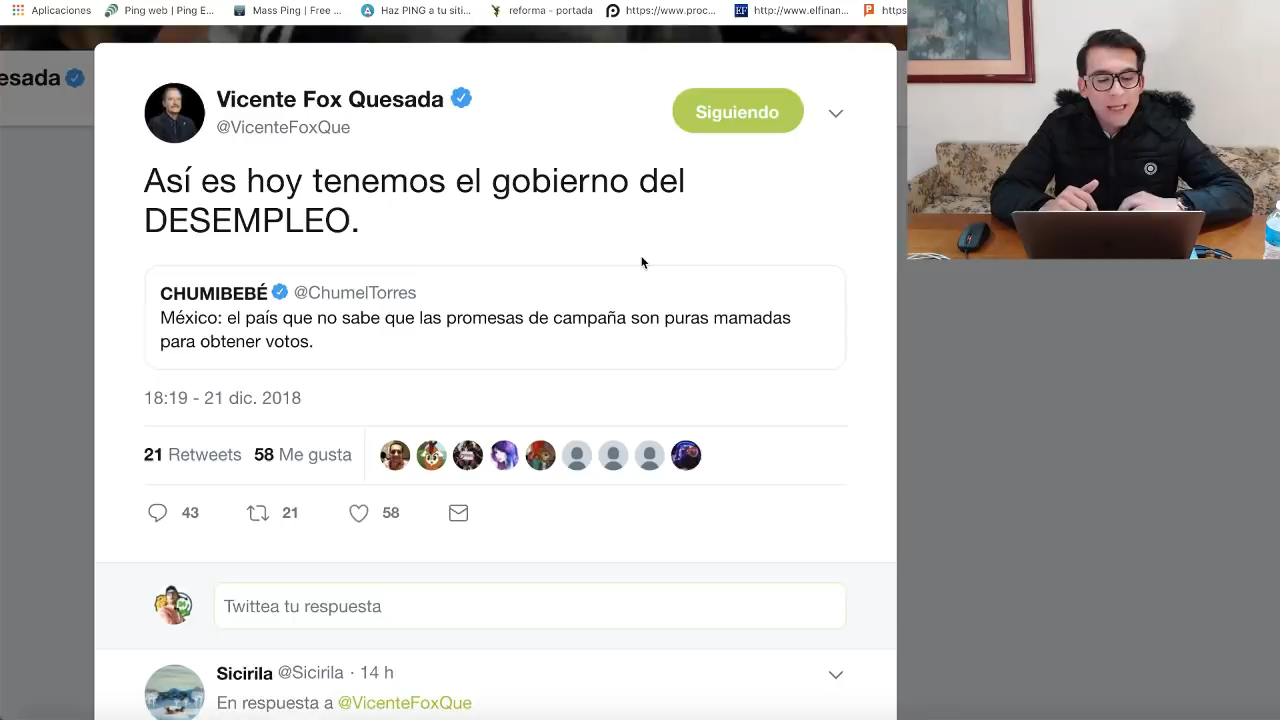 Aplicaciones
Ping web | Ping E...
Mass Ping | Free ...
Haz PING a tu siti...
reforma - portada
https://www.proc...
http://www.elfinan...
https
esada
Vicente Fox Quesada
@VicenteFoxQue
Siguiendo
Así es hoy tenemos el gobierno del
DESEMPLEO.
CHUMIBEBÉ @ChumelTorres
México: el país que no sabe que las promesas de campaña son puras mamadas
para obtener votos.
18:19 - 21 dic. 2018
21 Retweets 58 Me gusta
43 21 58
Twittea tu respuesta
Sicirila @Sicirila · 14 h
En respuesta a @VicenteFoxQue